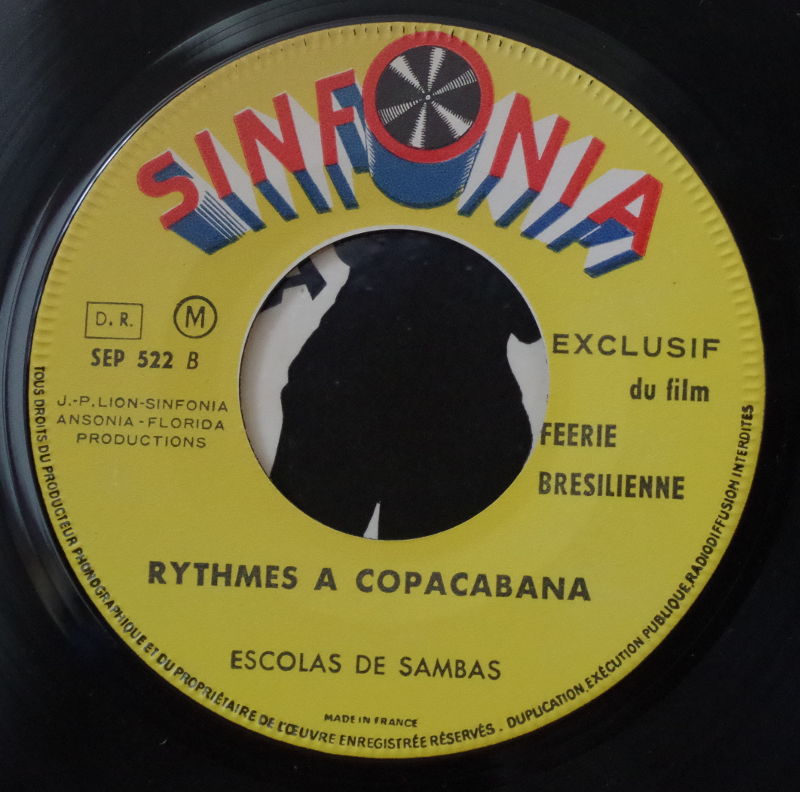 SINFONIA
D. R.
M
SEP 522 B
J.-P. LION-SINFONIA
ANSONIA - FLORIDA
PRODUCTIONS
EXCLUSIF
du film
FEERIE
BRESILIENNE
RYTHMES A COPACABANA
ESCOLAS DE SAMBAS
MADE IN FRANCE
TOUS DROITS DU PRODUCTEUR PHONOGRAPHIQUE ET DU PROPRIÉTAIRE DE L'ŒUVRE ENREGISTRÉE RÉSERVÉS. DUPLICATION, EXÉCUTION PUBLIQUE, RADIODIFFUSION INTERDITES